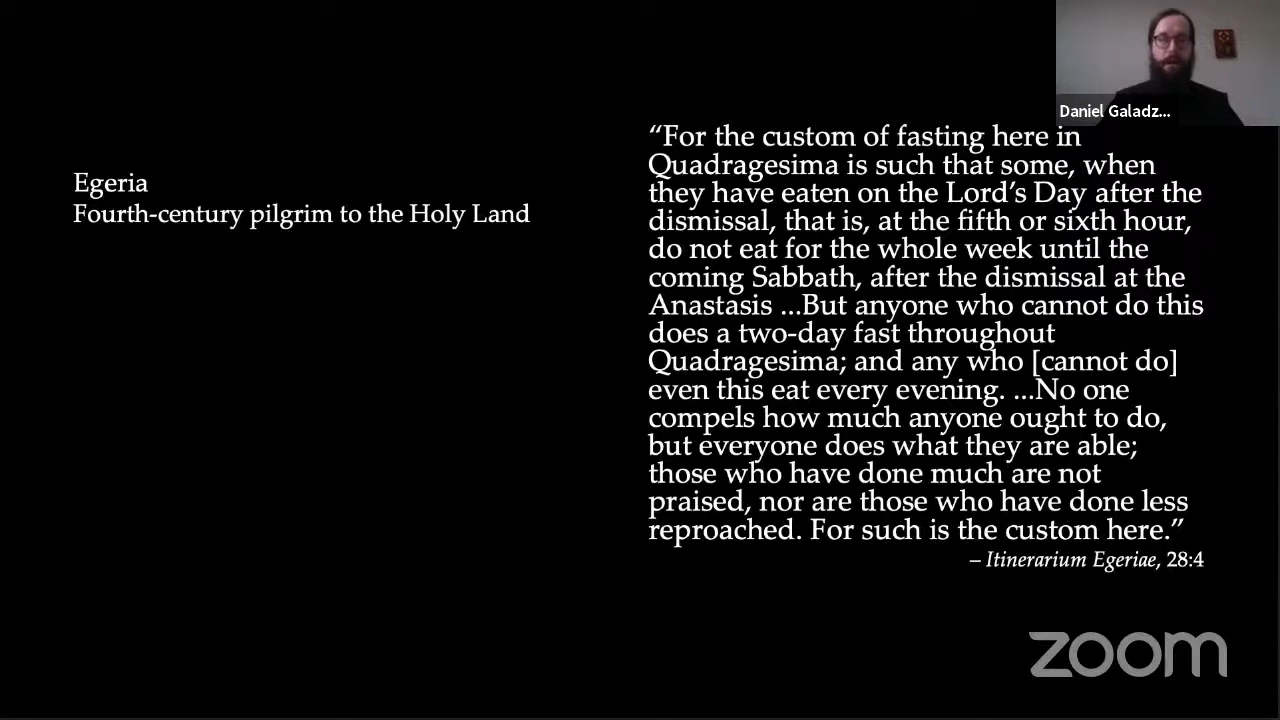 Daniel Galadz...
Egeria
Fourth-century pilgrim to the Holy Land
“For the custom of fasting here in
Quadragesima is such that some, when
they have eaten on the Lord’s Day after the
dismissal, that is, at the fifth or sixth hour,
do not eat for the whole week until the
coming Sabbath, after the dismissal at the
Anastasis ...But anyone who cannot do this
does a two-day fast throughout
Quadragesima; and any who [cannot do]
even this eat every evening. ...No one
compels how much anyone ought to do,
but everyone does what they are able;
those who have done much are not
praised, nor are those who have done less
reproached. For such is the custom here.”
– Itinerarium Egeriae, 28:4
zoom